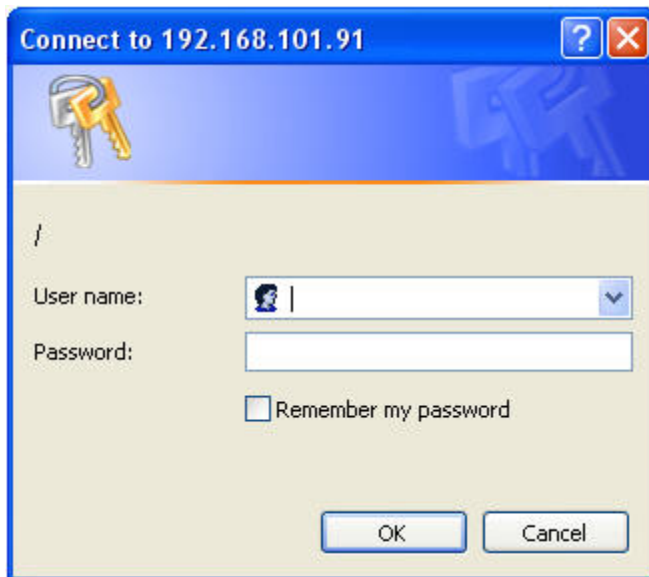 Connect to 192.168.101.91
/
User name:
Password:
Remember my password
OK Cancel